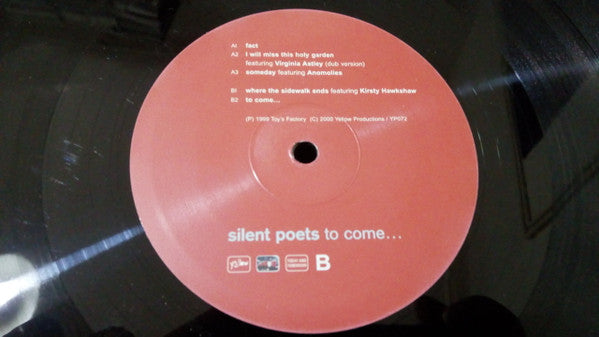 A1 fact
A2 I will miss this holy garden
featuring Virginia Astley (dub version)
A3 someday featuring Anomolies
B1 where the sidewalk ends featuring Kirsty Hawkshaw
B2 to come...
(P) 1999 Toy's Factory (C) 2000 Yellow Productions / YP072
silent poets to come...
yellow
B